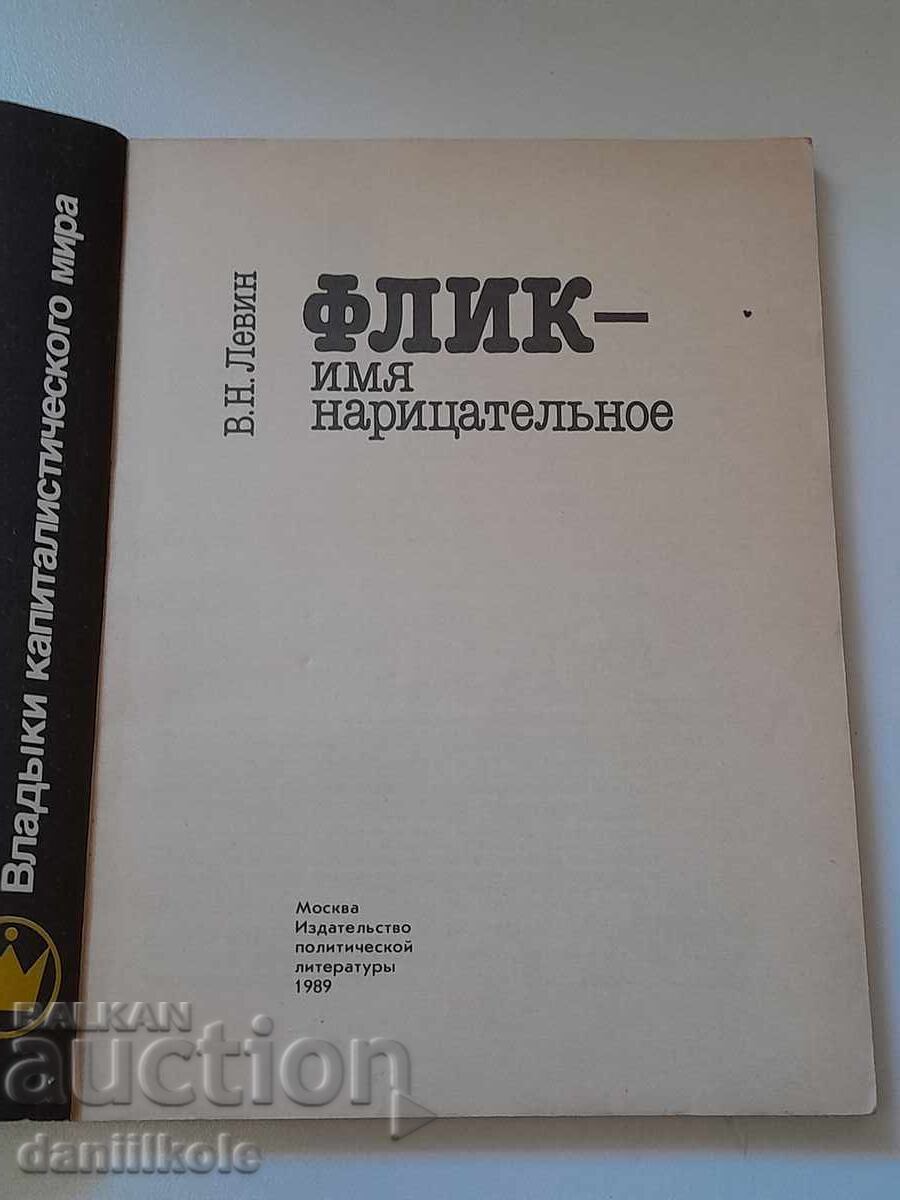 Владыки капиталистического мира
В.Н. Левин
ФЛИК –
имя
нарицательное
Москва
Издательство
политической
литературы
1989
BALKAN
auction
daniilkole